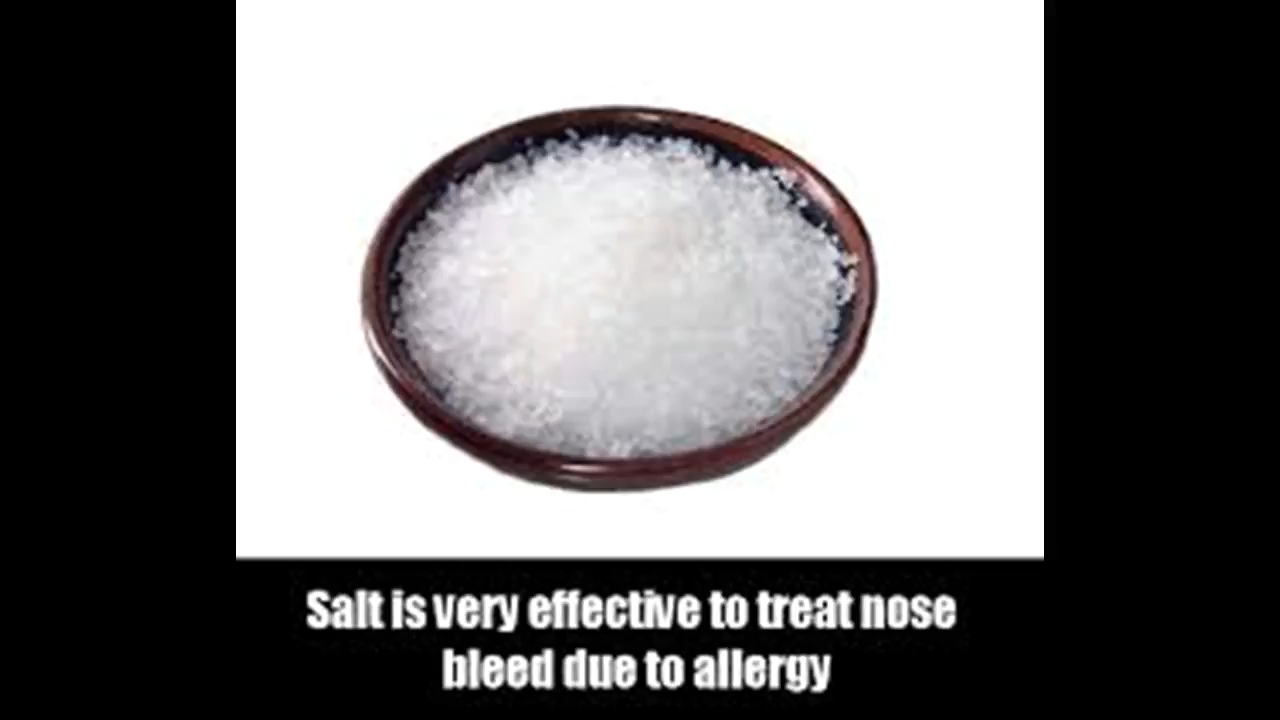 Salt is very effective to treat nose
bleed due to allergy